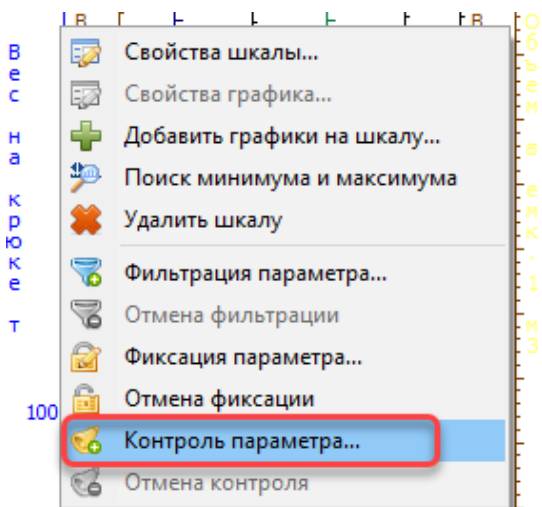 В
Вес на крюке т
Свойства шкалы...
Свойства графика...
Добавить графики на шкалу...
Поиск минимума и максимума
Удалить шкалу
Фильтрация параметра...
Отмена фильтрации
Фиксация параметра...
Отмена фиксации
100
Контроль параметра...
Отмена контроля
В
Объем в емк. 1 м3